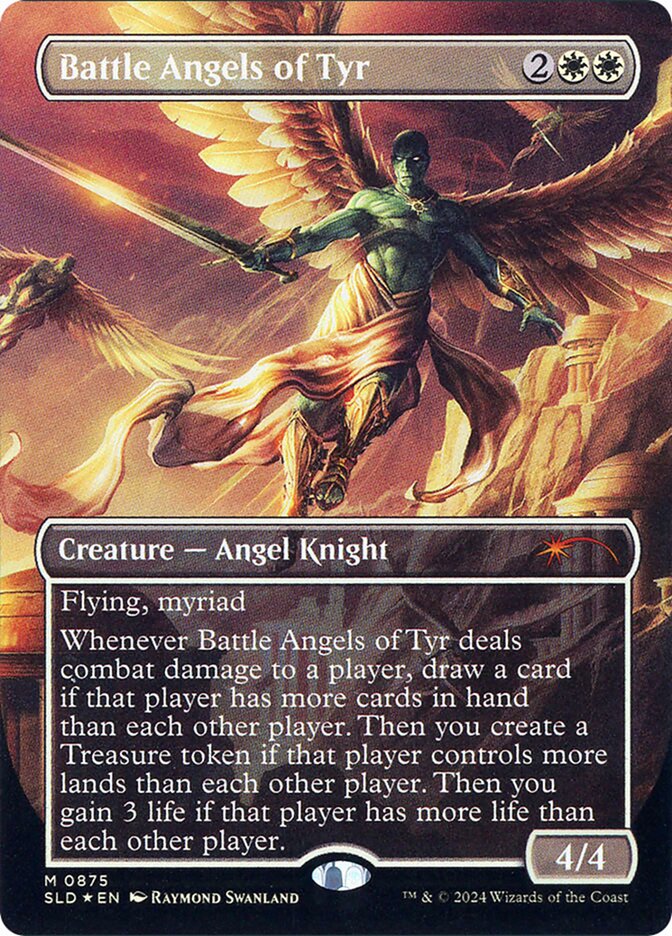 Battle Angels of Tyr 2
Creature — Angel Knight
Flying, myriad
Whenever Battle Angels of Tyr deals
combat damage to a player, draw a card
if that player has more cards in hand
than each other player. Then you create a
Treasure token if that player controls more
lands than each other player. Then you
gain 3 life if that player has more life than
each other player.
4/4
M 0875
SLD ★ EN Raymond Swanland
™ & © 2024 Wizards of the Coast